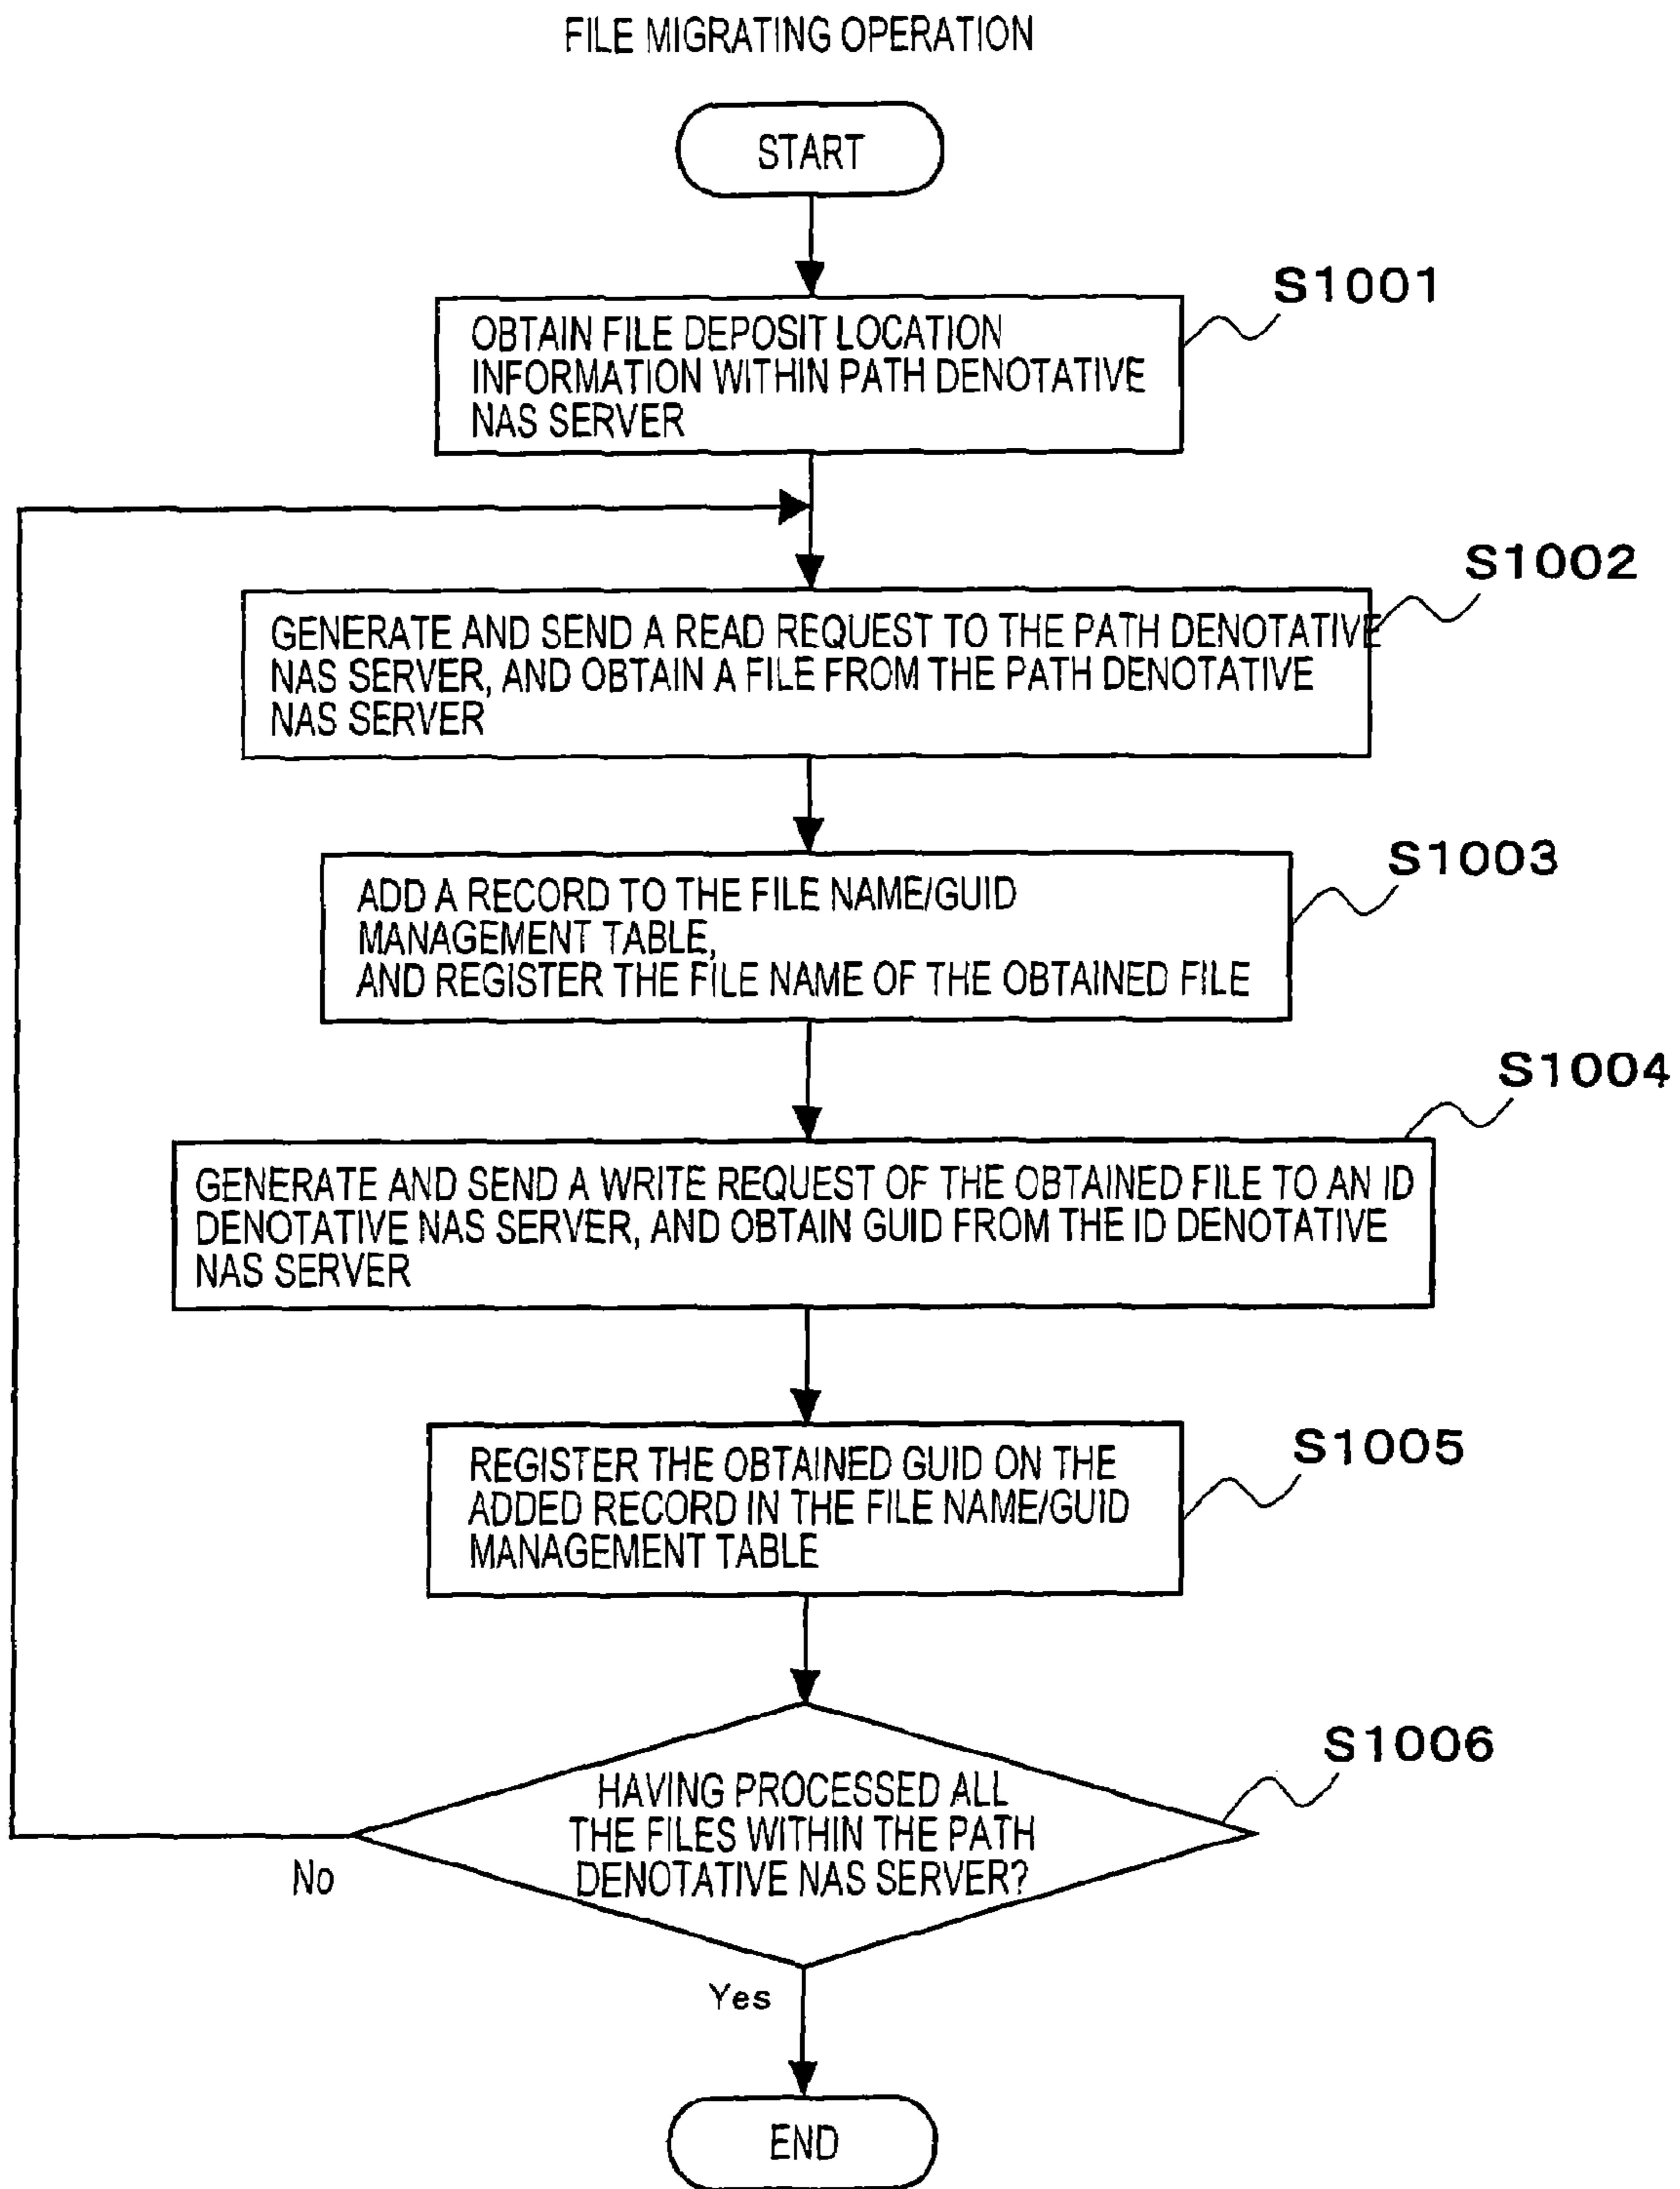 FILE MIGRATING OPERATION
START
S1001
OBTAIN FILE DEPOSIT LOCATION
INFORMATION WITHIN PATH DENOTATIVE
NAS SERVER
S1002
GENERATE AND SEND A READ REQUEST TO THE PATH DENOTATIVE
NAS SERVER, AND OBTAIN A FILE FROM THE PATH DENOTATIVE
NAS SERVER
S1003
ADD A RECORD TO THE FILE NAME/GUID
MANAGEMENT TABLE,
AND REGISTER THE FILE NAME OF THE OBTAINED FILE
S1004
GENERATE AND SEND A WRITE REQUEST OF THE OBTAINED FILE TO AN ID
DENOTATIVE NAS SERVER, AND OBTAIN GUID FROM THE ID DENOTATIVE
NAS SERVER
S1005
REGISTER THE OBTAINED GUID ON THE
ADDED RECORD IN THE FILE NAME/GUID
MANAGEMENT TABLE
S1006
HAVING PROCESSED ALL
THE FILES WITHIN THE PATH
DENOTATIVE NAS SERVER?
No
Yes
END